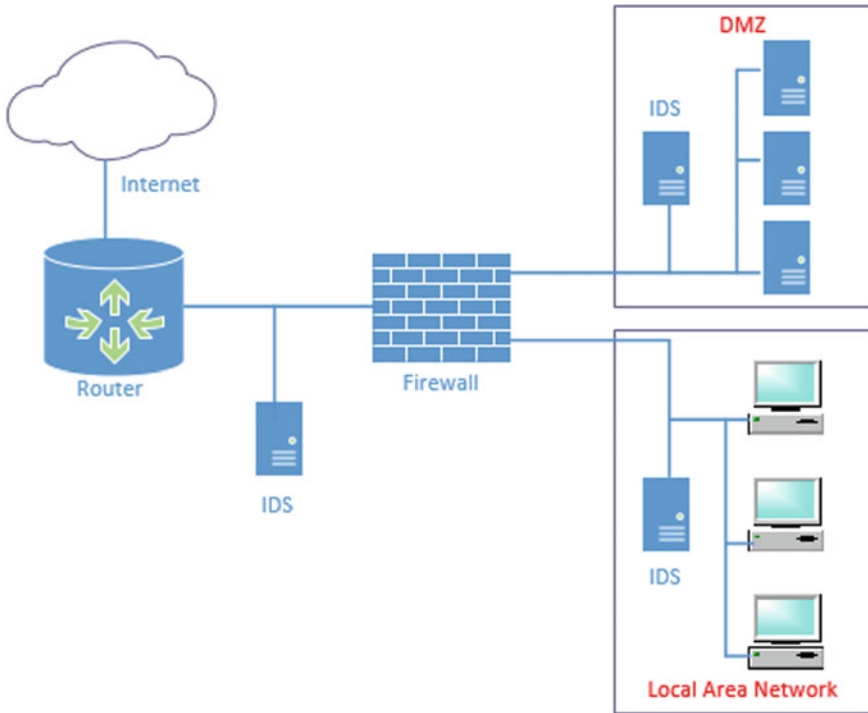 DMZ
IDS
Internet
Router
Firewall
IDS
IDS
Local Area Network